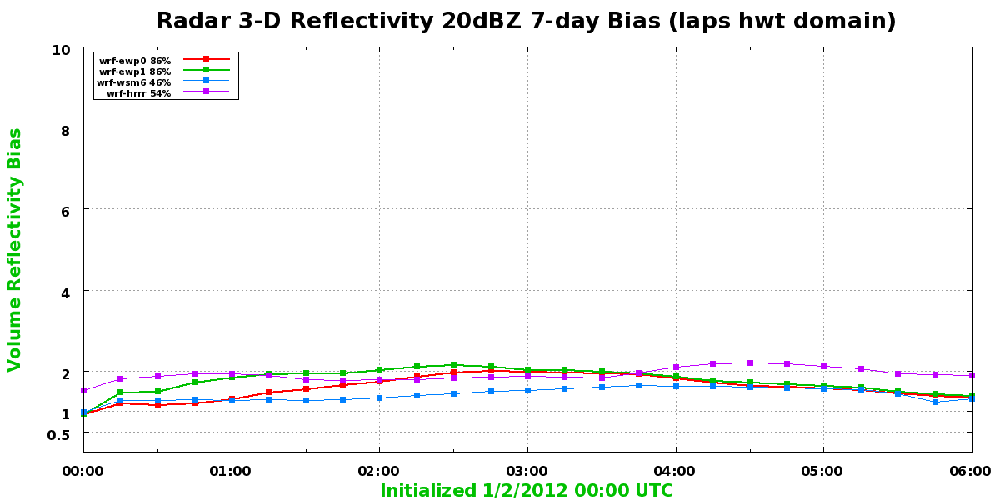 Radar 3-D Reflectivity 20dBZ 7-day Bias (laps hwt domain)
Volume Reflectivity Bias
10
8
6
4
2
1
0.5
wrf-ewp0 86%
wrf-ewp1 86%
wrf-wsm6 46%
wrf-hrrr 54%
00:00 01:00 02:00 03:00 04:00 05:00 06:00
Initialized 1/2/2012 00:00 UTC